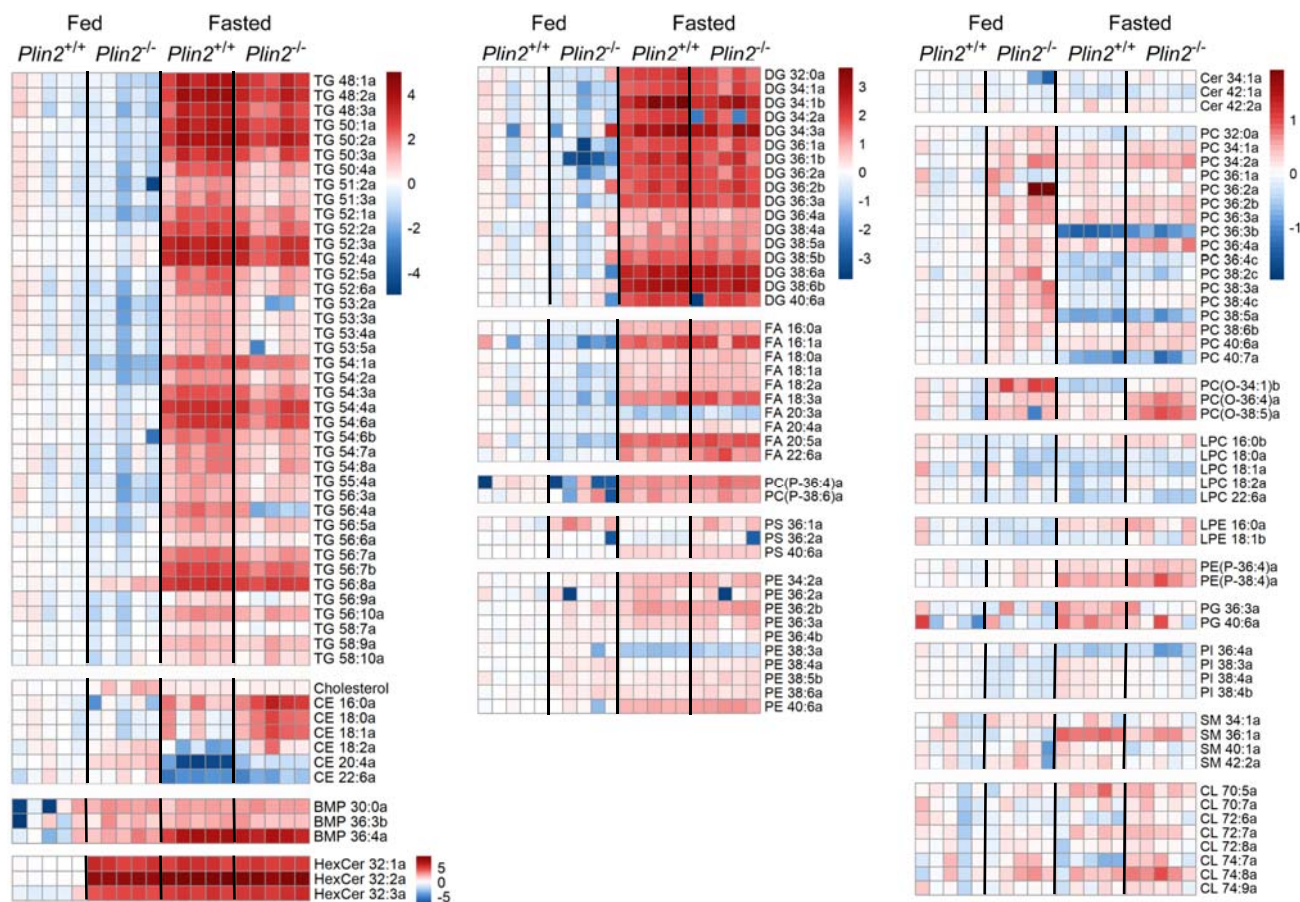 Fed Fasted
Plin2+/+ Plin2-/- Plin2+/+ Plin2-/-
TG 48:1a
TG 48:2a
TG 48:3a
TG 50:1a
TG 50:2a
TG 50:3a
TG 50:4a
TG 51:2a
TG 51:3a
TG 52:1a
TG 52:2a
TG 52:3a
TG 52:4a
TG 52:5a
TG 52:6a
TG 53:2a
TG 53:3a
TG 53:4a
TG 53:5a
TG 54:1a
TG 54:2a
TG 54:3a
TG 54:4a
TG 54:6a
TG 54:6b
TG 54:7a
TG 54:8a
TG 55:4a
TG 56:3a
TG 56:4a
TG 56:5a
TG 56:6a
TG 56:7a
TG 56:7b
TG 56:8a
TG 56:9a
TG 56:10a
TG 58:7a
TG 58:9a
TG 58:10a
4
2
0
-2
-4
Cholesterol
CE 16:0a
CE 18:0a
CE 18:1a
CE 18:2a
CE 20:4a
CE 22:6a
BMP 30:0a
BMP 36:3b
BMP 36:4a
HexCer 32:1a
HexCer 32:2a
HexCer 32:3a
5
0
-5
Fed Fasted
Plin2+/+ Plin2-/- Plin2+/+ Plin2-/-
DG 32:0a
DG 34:1a
DG 34:1b
DG 34:2a
DG 34:3a
DG 36:1a
DG 36:1b
DG 36:2a
DG 36:2b
DG 36:3a
DG 36:4a
DG 38:4a
DG 38:5a
DG 38:5b
DG 38:6a
DG 38:6b
DG 40:6a
3
2
1
0
-1
-2
-3
FA 16:0a
FA 16:1a
FA 18:0a
FA 18:1a
FA 18:2a
FA 18:3a
FA 20:3a
FA 20:4a
FA 20:5a
FA 22:6a
PC(P-36:4)a
PC(P-38:6)a
PS 36:1a
PS 36:2a
PS 40:6a
PE 34:2a
PE 36:2a
PE 36:2b
PE 36:3a
PE 36:4b
PE 38:3a
PE 38:4a
PE 38:5b
PE 38:6a
PE 40:6a
Fed Fasted
Plin2+/+ Plin2-/- Plin2+/+ Plin2-/-
Cer 34:1a
Cer 42:1a
Cer 42:2a
1
0
-1
PC 32:0a
PC 34:1a
PC 34:2a
PC 36:1a
PC 36:2a
PC 36:2b
PC 36:3a
PC 36:3b
PC 36:4a
PC 36:4c
PC 38:2c
PC 38:3a
PC 38:4c
PC 38:5a
PC 38:6b
PC 40:6a
PC 40:7a
PC(O-34:1)b
PC(O-36:4)a
PC(O-38:5)a
LPC 16:0b
LPC 18:0a
LPC 18:1a
LPC 18:2a
LPC 22:6a
LPE 16:0a
LPE 18:1b
PE(P-36:4)a
PE(P-38:4)a
PG 36:3a
PG 40:6a
PI 36:4a
PI 38:3a
PI 38:4a
PI 38:4b
SM 34:1a
SM 36:1a
SM 40:1a
SM 42:2a
CL 70:5a
CL 70:7a
CL 72:6a
CL 72:7a
CL 72:8a
CL 74:7a
CL 74:8a
CL 74:9a